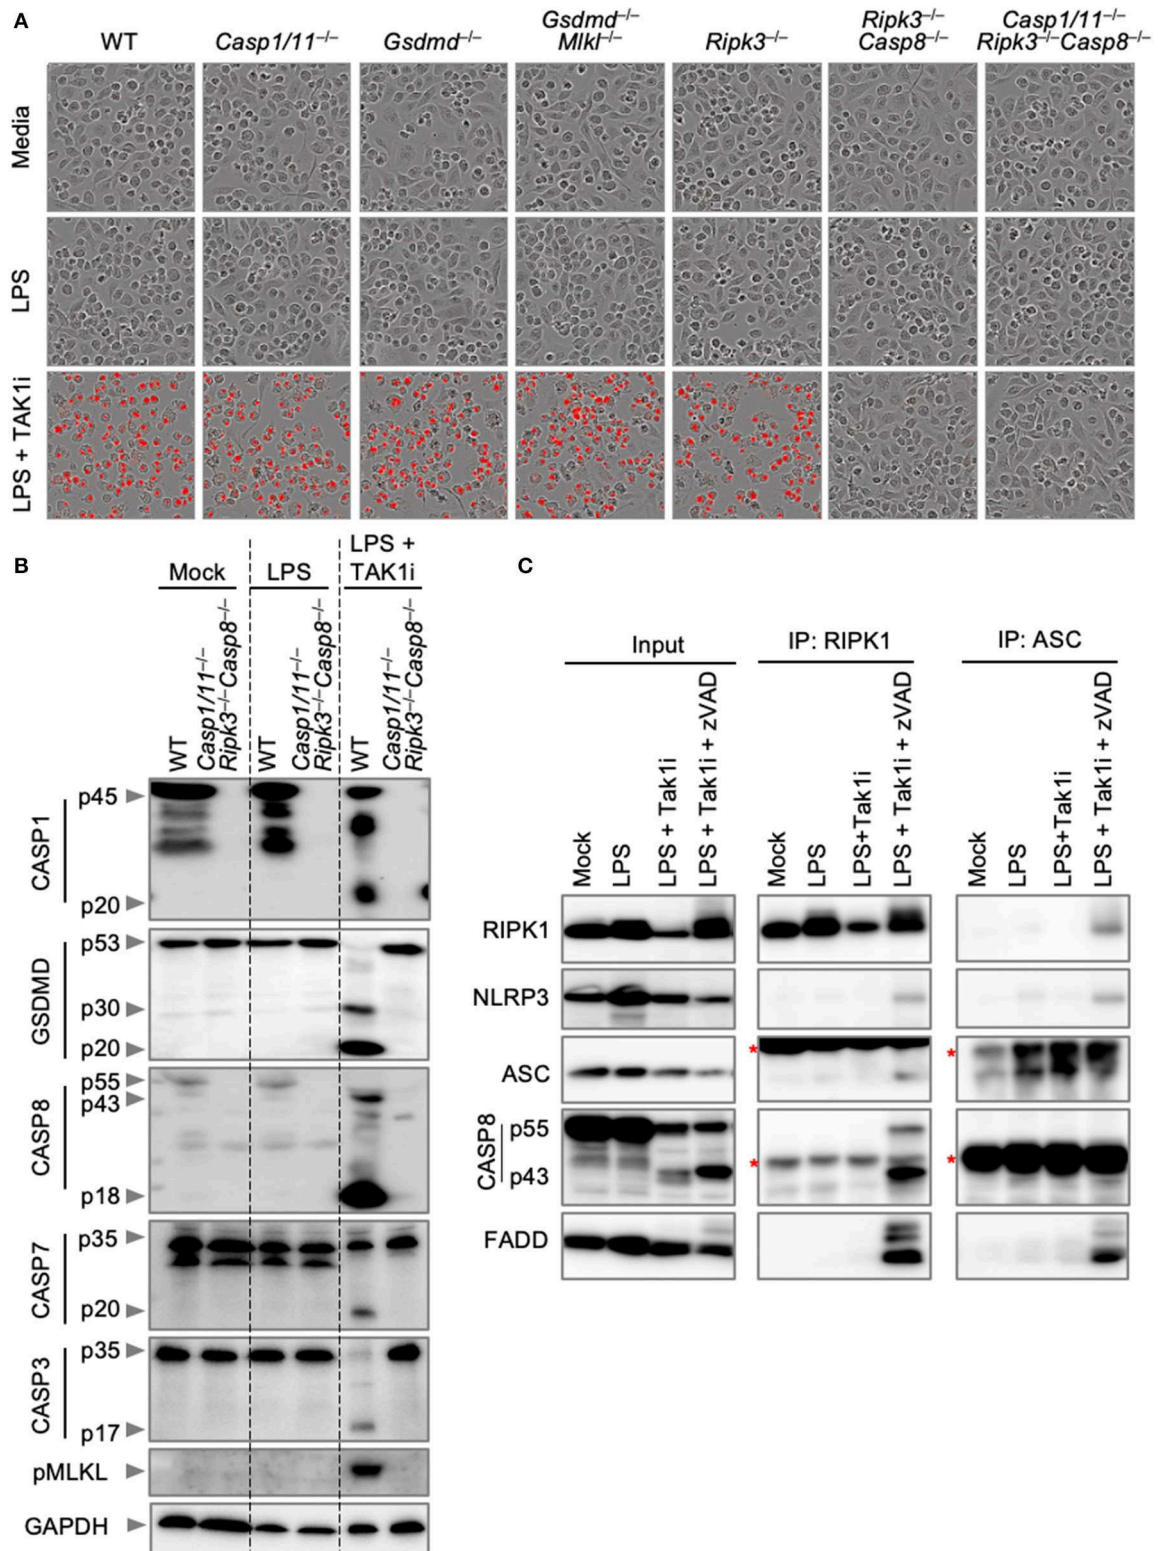 A
WT
Casp1/11–/–
Gsdmd–/–
Gsdmd–/–
Mlkl–/–
Ripk3–/–
Ripk3–/–
Casp8–/–
Casp1/11–/–
Ripk3–/–Casp8–/–
Media
LPS
LPS + TAK1i
B
Mock
LPS
LPS +
TAK1i
WT
Casp1/11–/–
Ripk3–/–Casp8–/–
WT
Casp1/11–/–
Ripk3–/–Casp8–/–
WT
Casp1/11–/–
Ripk3–/–Casp8–/–
CASP1
p45
p20
GSDMD
p53
p30
p20
CASP8
p55
p43
p18
CASP7
p35
p20
CASP3
p35
p17
pMLKL
GAPDH
C
Input
IP: RIPK1
IP: ASC
Mock
LPS
LPS + Tak1i
LPS + Tak1i + zVAD
Mock
LPS
LPS+Tak1i
LPS + Tak1i + zVAD
Mock
LPS
LPS+Tak1i
LPS + Tak1i + zVAD
RIPK1
NLRP3
ASC
*
*
CASP8
p55
p43
*
*
FADD